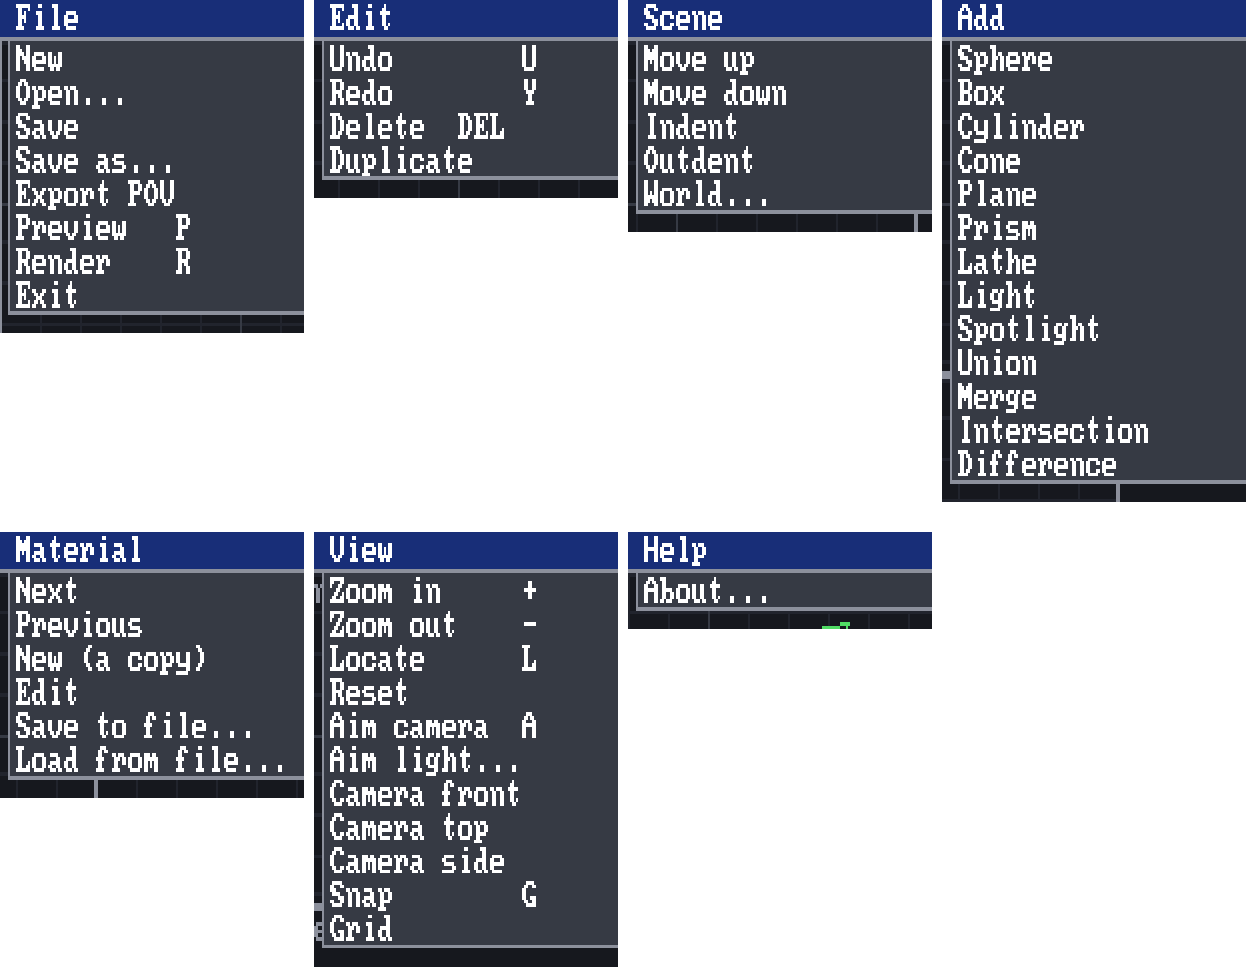 File
New
Open...
Save
Save as...
Export POV
Preview   P
Render    R
Exit
Edit
Undo        U
Redo        Y
Delete  DEL
Duplicate
Scene
Move up
Move down
Indent
Outdent
World...
Add
Sphere
Box
Cylinder
Cone
Plane
Prism
Lathe
Light
Spotlight
Union
Merge
Intersection
Difference
Material
Next
Previous
New (a copy)
Edit
Save to file...
Load from file...
View
Zoom in     +
Zoom out    -
Locate      L
Reset
Aim camera  A
Aim light...
Camera front
Camera top
Camera side
Snap        G
Grid
Help
About...